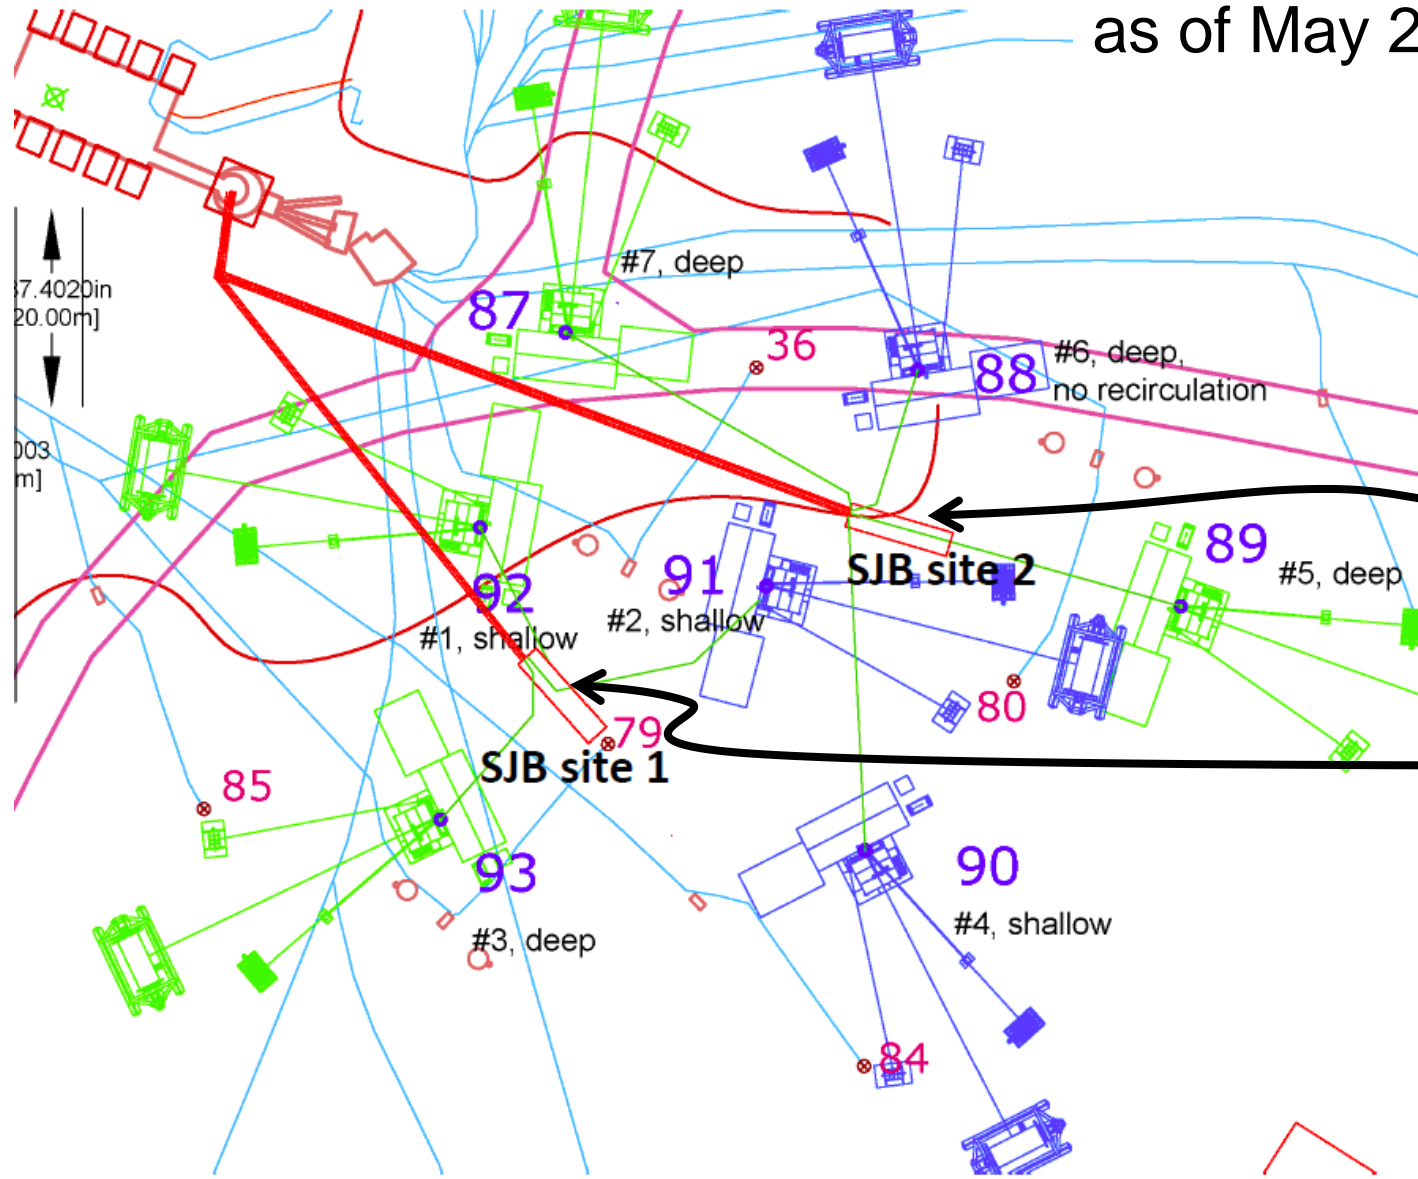 as of May 2
#7, deep
37.4020in
20.00m]
87
36
#6, deep,
88
no recirculation
003
m]
89
91
SJB site 2
#5, deep
92
#2, shallow
#1, shallow
80
79
SJB site 1
85
90
93
#4, shallow
#3, deep
84